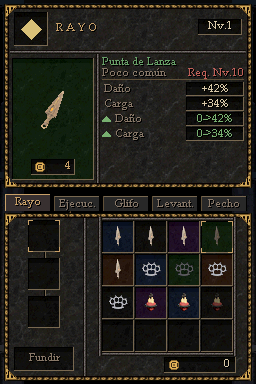 RAYO Nv.1
Punta de Lanza
Poco común Req. Nv.10
Daño +42%
Carga +34%
Daño 0->42%
Carga 0->34%
4
Rayo Ejecuc. Glifo Levant. Pecho
Fundir
0